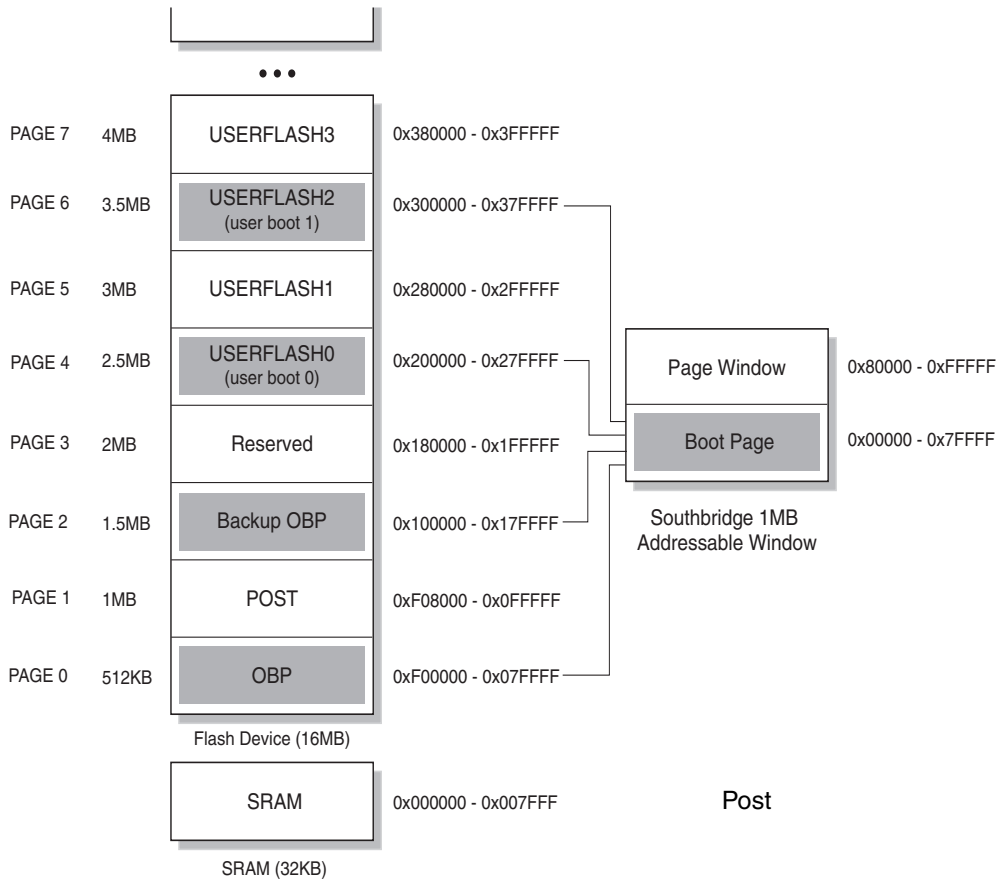 •••
PAGE 7 4MB USERFLASH3 0x380000 - 0x3FFFFF
PAGE 6 3.5MB USERFLASH2 0x300000 - 0x37FFFF
(user boot 1)
PAGE 5 3MB USERFLASH1 0x280000 - 0x2FFFFF
PAGE 4 2.5MB USERFLASH0 0x200000 - 0x27FFFF
(user boot 0)
Page Window 0x80000 - 0xFFFFF
PAGE 3 2MB Reserved 0x180000 - 0x1FFFFF
Boot Page 0x00000 - 0x7FFFF
PAGE 2 1.5MB Backup OBP 0x100000 - 0x17FFFF
Southbridge 1MB
Addressable Window
PAGE 1 1MB POST 0xF08000 - 0x0FFFFF
PAGE 0 512KB OBP 0xF00000 - 0x07FFFF
Flash Device (16MB)
SRAM 0x000000 - 0x007FFF
Post
SRAM (32KB)